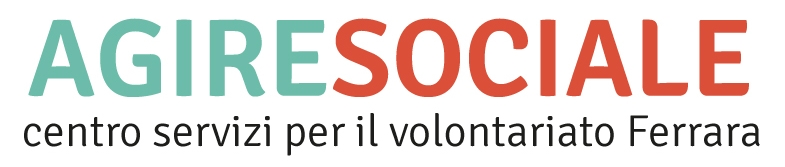 AGIRESOCIALE
centro servizi per il volontariato Ferrara